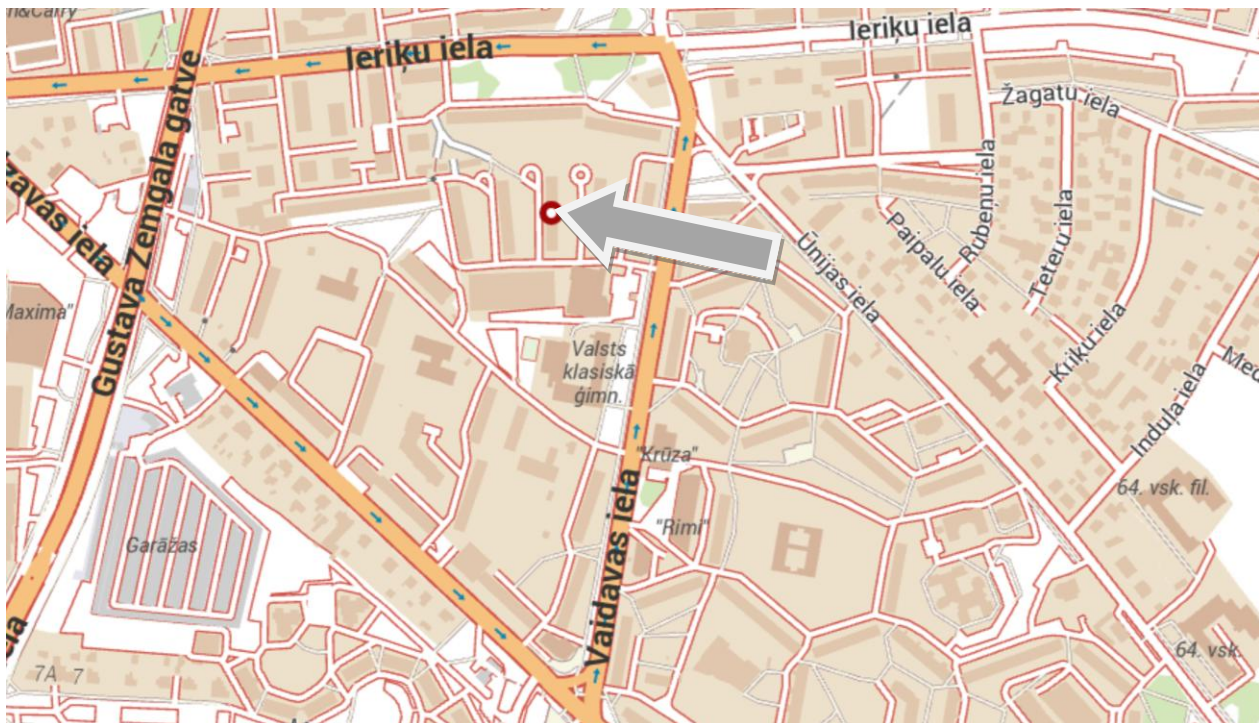 Ieriķu iela
Ieriķu iela
Žagatu iela
Gustava Zemgala gatve
Rubeņu iela
Teteru iela
Paipalu iela
Ūnijas iela
Kriķu iela
Induļa iela
Maxima"
Valsts
klasiskā
ģimn.
"Krūza"
64. vsk. fil.
"Rimi"
Garāžas
Vaidavas iela
64. vsk.
7A 7